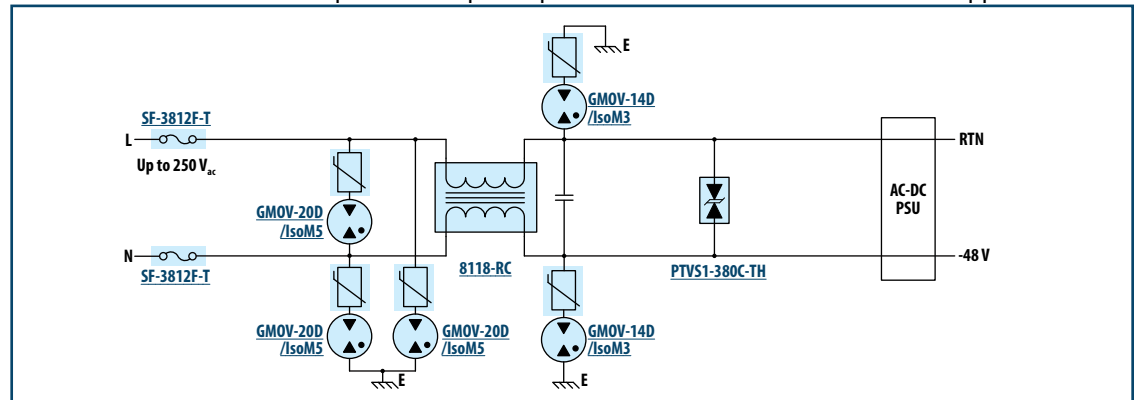 E
GMOV-14D
/IsoM3
SF-3812F-T
L
RTN
Up to 250 Vac
AC-DC
PSU
GMOV-20D
/IsoM5
N
-48 V
SF-3812F-T
8118-RC
PTVS1-380C-TH
GMOV-20D
/IsoM5
GMOV-20D
/IsoM5
GMOV-14D
/IsoM3
E
E